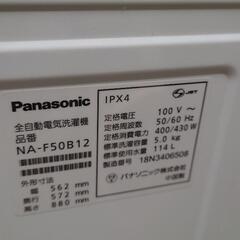 Panasonic
全自動電気洗濯機
品番
NA-F50B12
外形寸法
幅 562 mm
奥行 572 mm
高さ 880 mm
IPX4
JET
定格電圧 100 V～
定格周波数 50/60 Hz
定格消費電力 400/430 W
標準洗濯容量 5.0 kg
標準使用水量 114 L
製造番号 18N3406508
パナソニック株式会社
中国製